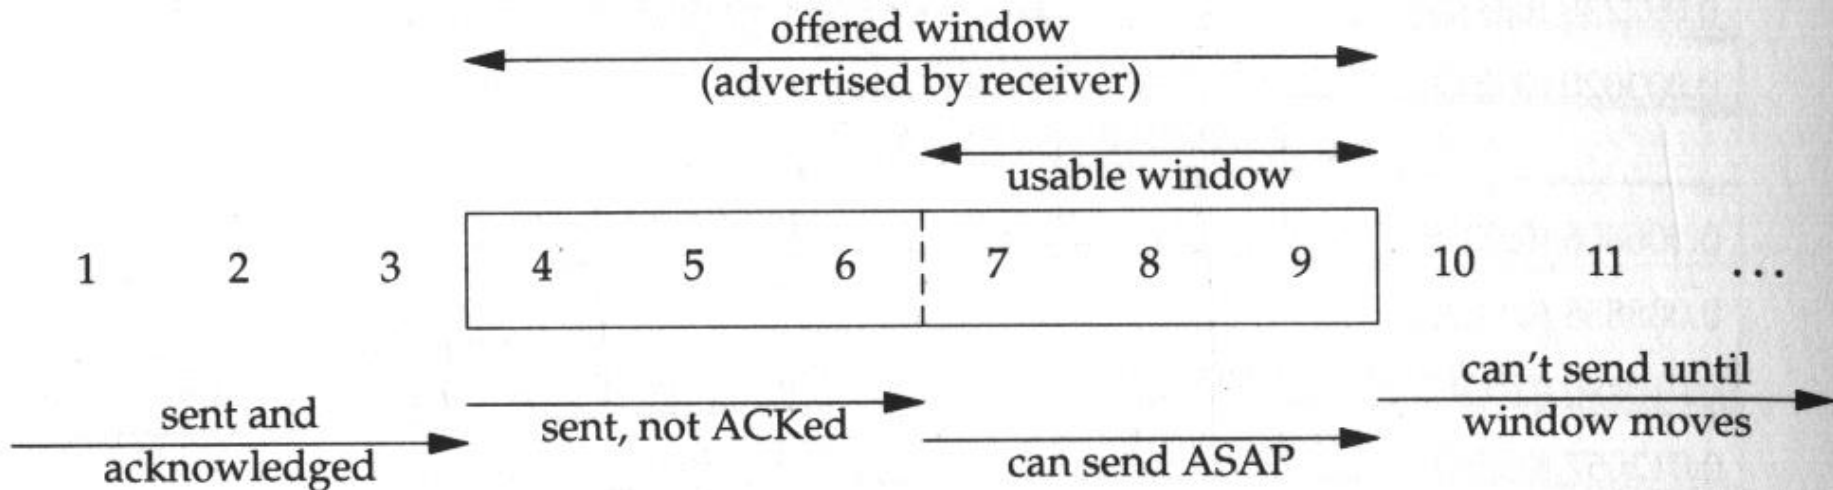 offered window
(advertised by receiver)
usable window
1 2 3 4 5 6 7 8 9 10 11 ...
sent and
acknowledged
sent, not ACKed
can send ASAP
can't send until
window moves